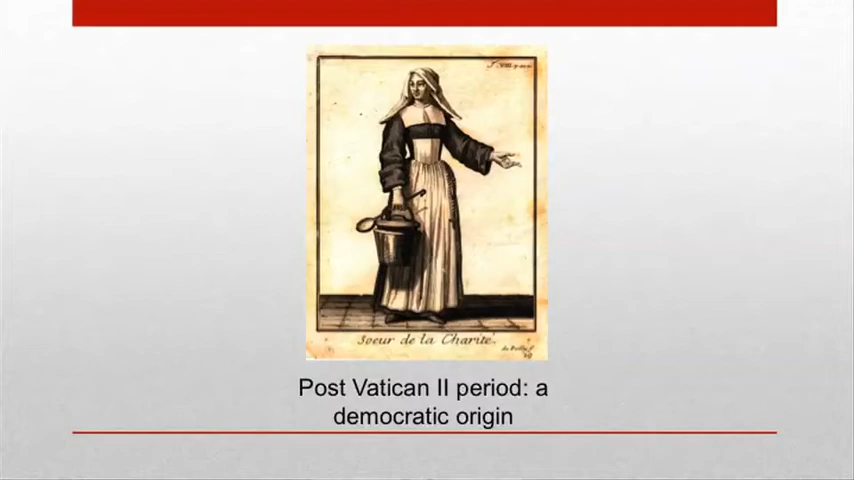 Soeur de la Charité.
Post Vatican II period: a
democratic origin